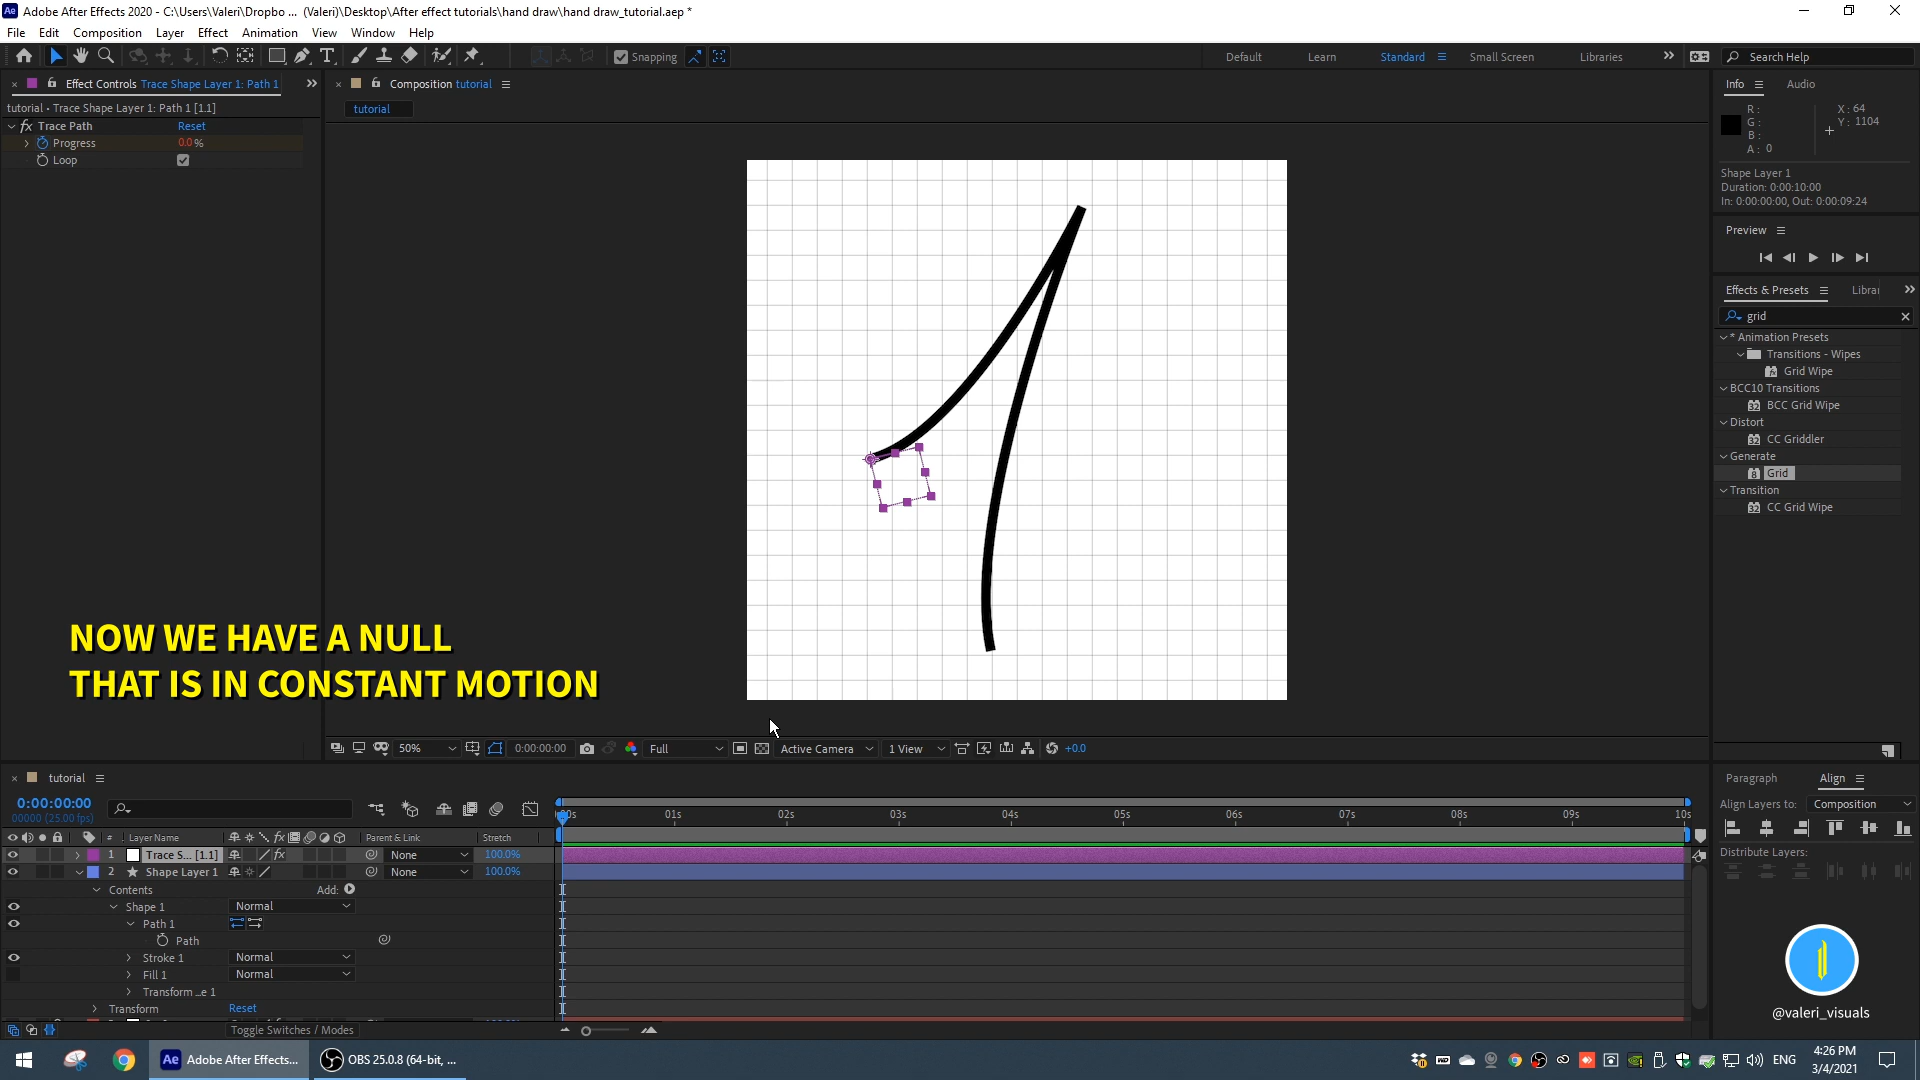 Adobe After Effects 2020 - C:\Users\Valeri\Dropbo ... (Valeri)\Desktop\After effect tutorials\hand draw\hand draw_tutorial.aep *
File Edit Composition Layer Effect Animation View Window Help
Snapping Default Learn Standard Small Screen Libraries Search Help
Effect Controls Trace Shape Layer 1: Path 1
Composition tutorial
Info Audio
tutorial • Trace Shape Layer 1: Path 1 [1.1]
tutorial
fx Trace Path Reset
Progress 0.0 %
Loop
R:
G:
B:
A: 0
X: 64
Y: 1104
Shape Layer 1
Duration: 0:00:10:00
In: 0:00:00:00, Out: 0:00:09:24
Preview
Effects & Presets Librar
grid
* Animation Presets
Transitions - Wipes
Grid Wipe
BCC10 Transitions
BCC Grid Wipe
Distort
CC Griddler
Generate
Grid
Transition
CC Grid Wipe
NOW WE HAVE A NULL
THAT IS IN CONSTANT MOTION
50% 0:00:00:00 Full Active Camera 1 View +0.0
tutorial
0:00:00:00
00000 (25.00 fps)
01s 02s 03s 04s 05s 06s 07s 08s 09s 10s
# Layer Name Parent & Link Stretch
1 Trace S... [1.1] fx None 100.0%
2 Shape Layer 1 None 100.0%
Contents Add:
Shape 1 Normal
Path 1
Path
Stroke 1 Normal
Fill 1 Normal
Transform ...e 1
Transform Reset
Toggle Switches / Modes
Paragraph Align
Align Layers to: Composition
Distribute Layers:
@valeri_visuals
Ae Adobe After Effects... OBS 25.0.8 (64-bit, ...
ENG
4:26 PM
3/4/2021